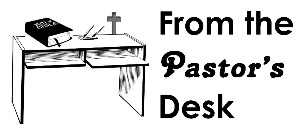 From the
Pastor's
Desk